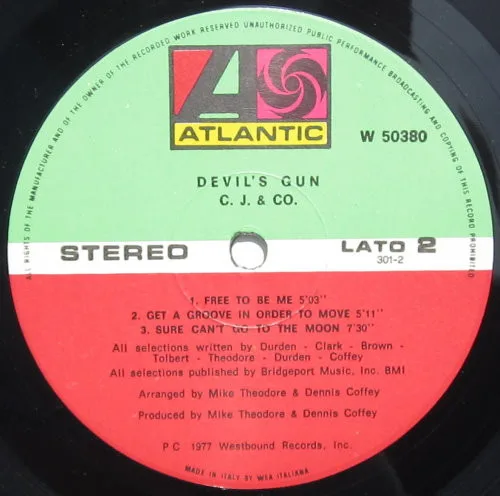 ALL RIGHTS OF THE MANUFACTURER AND OF THE OWNER OF THE RECORDED WORK RESERVED UNAUTHORIZED PUBLIC PERFORMANCE BROADCASTING AND COPYING OF THIS RECORD PROHIBITED
A
ATLANTIC
W 50380
DEVIL'S GUN
C. J. & CO.
STEREO
LATO 2
301-2
1. FREE TO BE ME 5'03''
2. GET A GROOVE IN ORDER TO MOVE 5'11''
3. SURE CAN'T GO TO THE MOON 7'30''
All selections written by Durden - Clark - Brown -
Tolbert - Theodore - Durden - Coffey
All selections published by Bridgeport Music, Inc. BMI
Arranged by Mike Theodore & Dennis Coffey
Produced by Mike Theodore & Dennis Coffey
P C 1977 Westbound Records, Inc.
MADE IN ITALY BY WEA ITALIANA